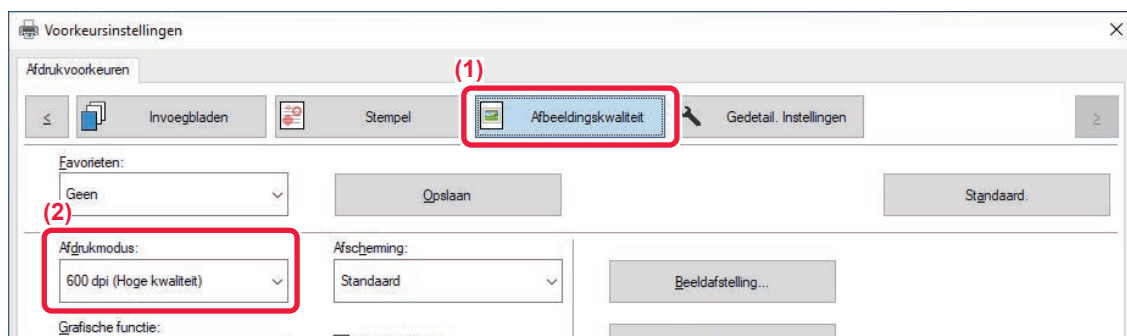 Voorkeursinstellingen
Afdrukvoorkeuren
(1)
< Invoegbladen Stempel Afbeeldingskwaliteit Gedetail. Instellingen >
Favorieten:
Geen Opslaan Standaard.
(2)
Afdrukmodus: Afscherming:
600 dpi (Hoge kwaliteit) Standaard Beeldafstelling...
Grafische functie: